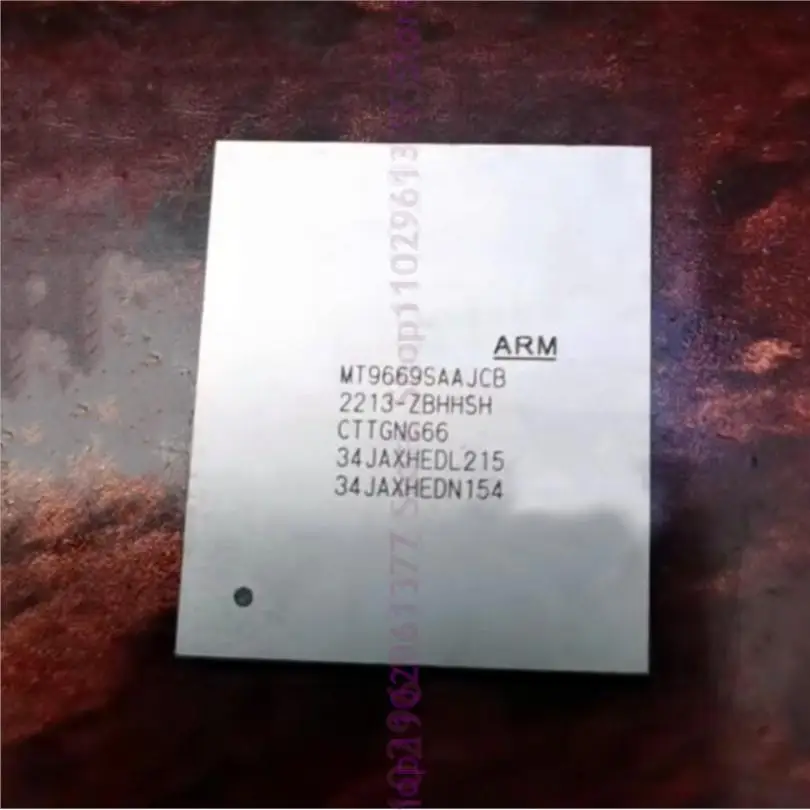 ARM
MT9669SAAJCB
2213-ZBHHSH
CTTGNG66
34JAXHEDL215
34JAXHEDN154